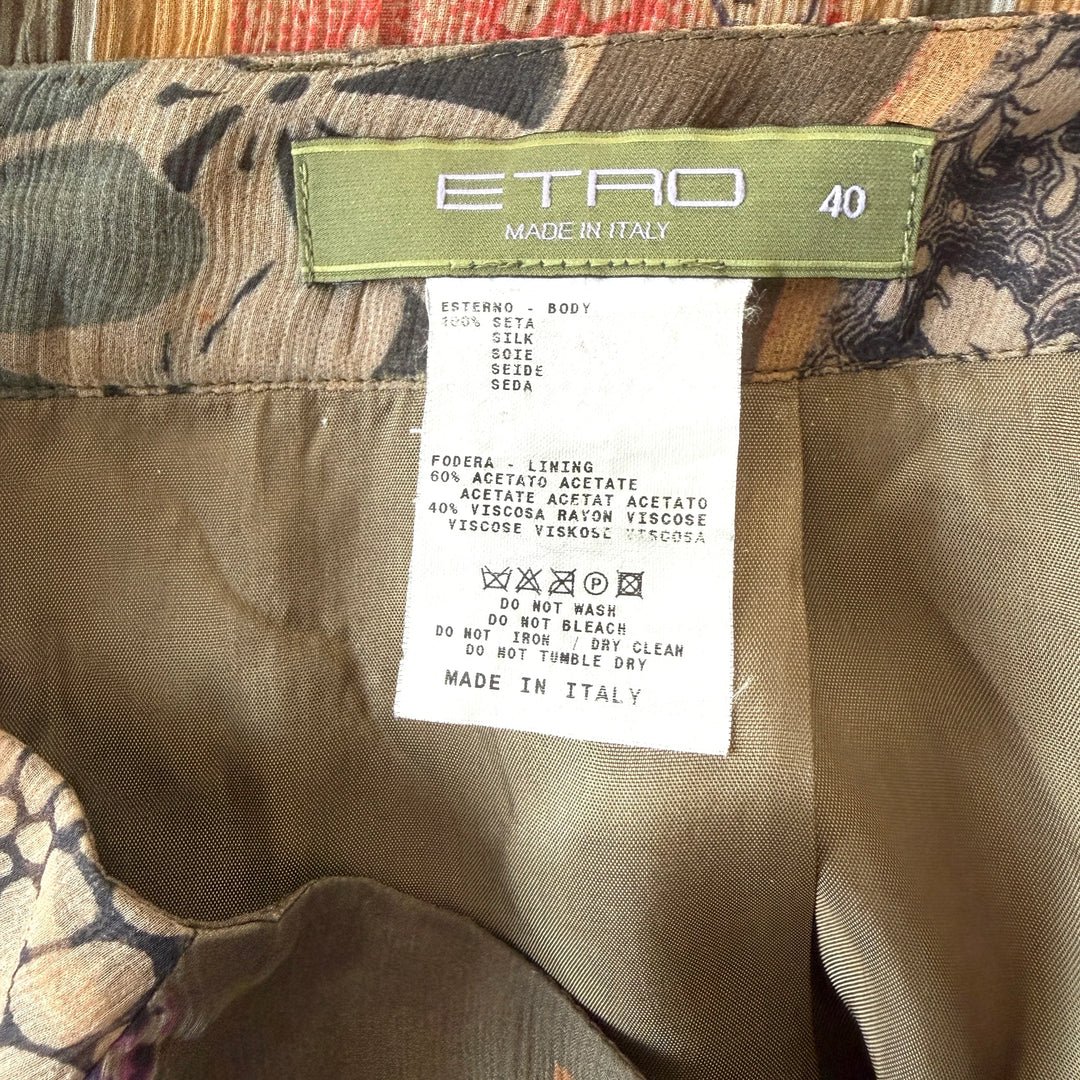 ETRO 40
MADE IN ITALY
ESTERNO - BODY
100% SETA
SILK
SOIE
SEIDE
SEDA
FODERA - LINING
60% ACETATO ACETATE
ACETATE ACETAT ACETATO
40% VISCOSA RAYON VISCOSE
VISCOSE VISKOSE VISCOSA
P
DO NOT WASH
DO NOT BLEACH
DO NOT IRON / DRY CLEAN
DO NOT TUMBLE DRY
MADE IN ITALY